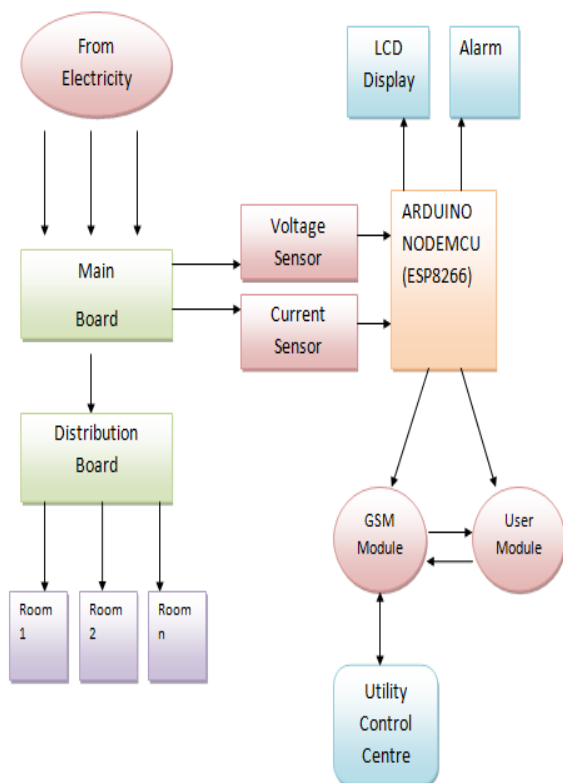 From
Electricity
LCD
Display
Alarm
Main
Board
Voltage
Sensor
Current
Sensor
ARDUINO
NODEMCU
(ESP8266)
Distribution
Board
Room
1
Room
2
Room
n
GSM
Module
User
Module
Utility
Control
Centre